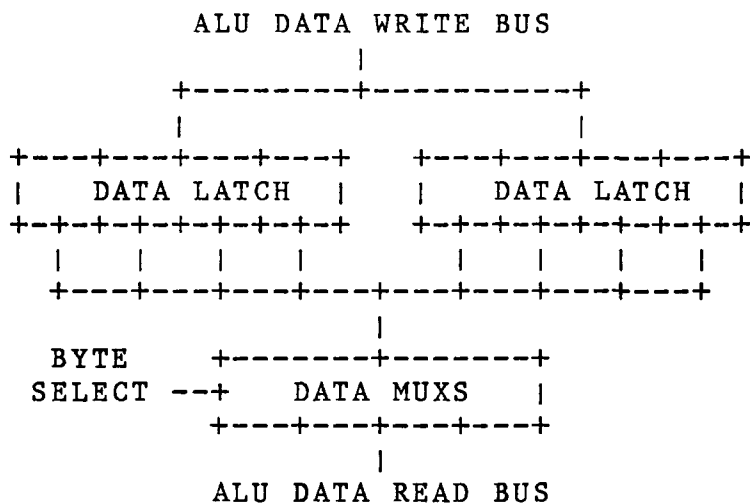 ALU DATA WRITE BUS
DATA LATCH DATA LATCH
BYTE
SELECT DATA MUXS
ALU DATA READ BUS